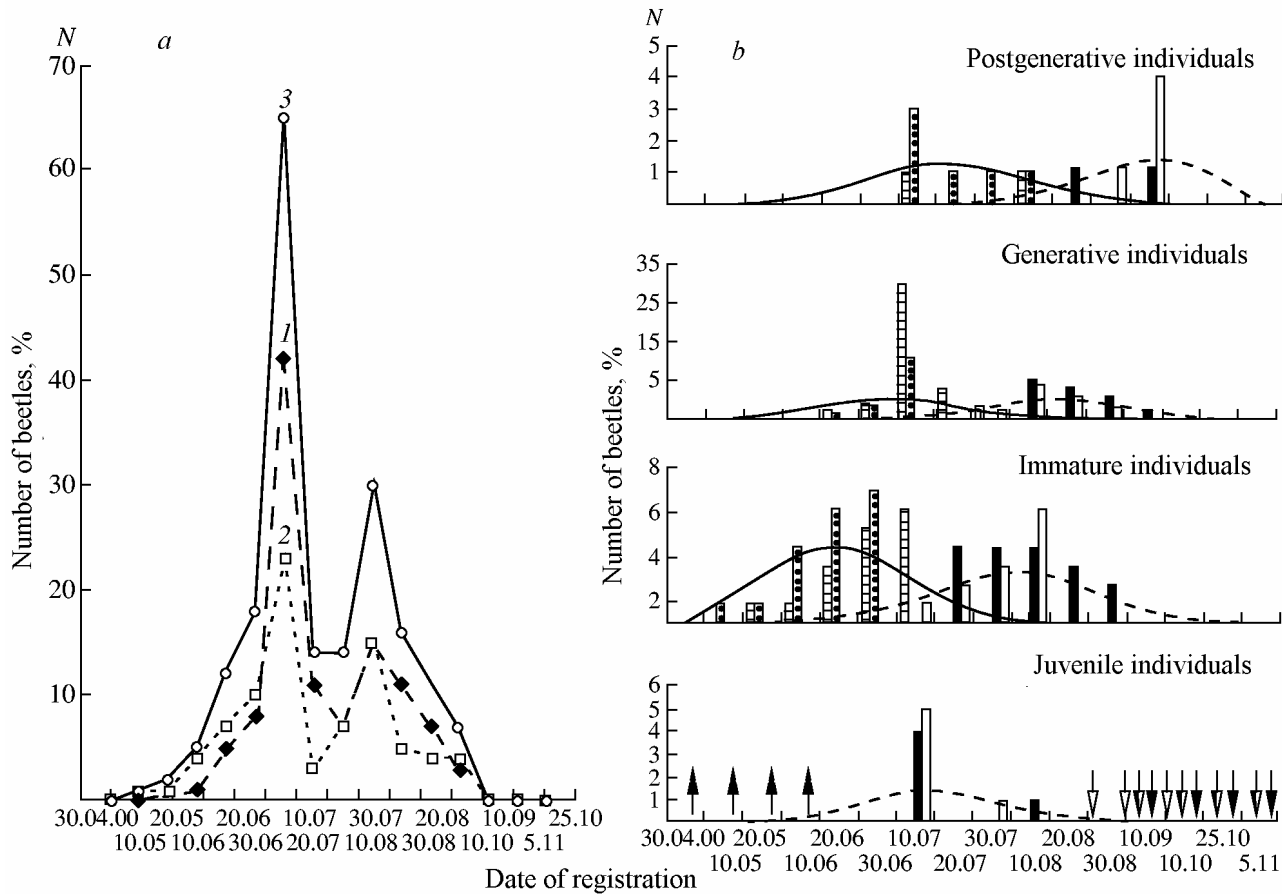 N
a
70
60
50
40
30
20
10
3
1
2
Number of beetles, %
30.04.00 20.05 20.06 10.07 30.07 20.08 10.09 25.10
10.05 10.06 30.06 20.07 10.08 30.08 10.10 5.11
N
b
Postgenerative individuals
5
4
3
2
1
Generative individuals
35
25
15
5
Immature individuals
8
6
4
2
Juvenile individuals
6
5
4
3
2
1
Number of beetles, %
30.04.00 20.05 20.06 10.07 30.07 20.08 10.09 25.10
10.05 10.06 30.06 20.07 10.08 30.08 10.10 5.11
Date of registration